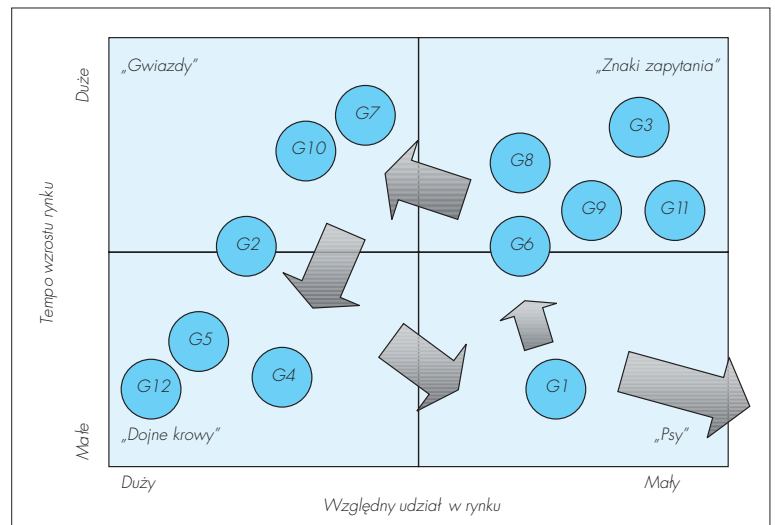 Duże
Tempo wzrostu rynku
Małe
„Gwiazdy”
„Znaki zapytania”
G7
G10
G3
G8
G9
G11
G2
G6
G5
G12
G4
G1
„Dojne krowy”
„Psy”
Duży
Mały
Względny udział w rynku